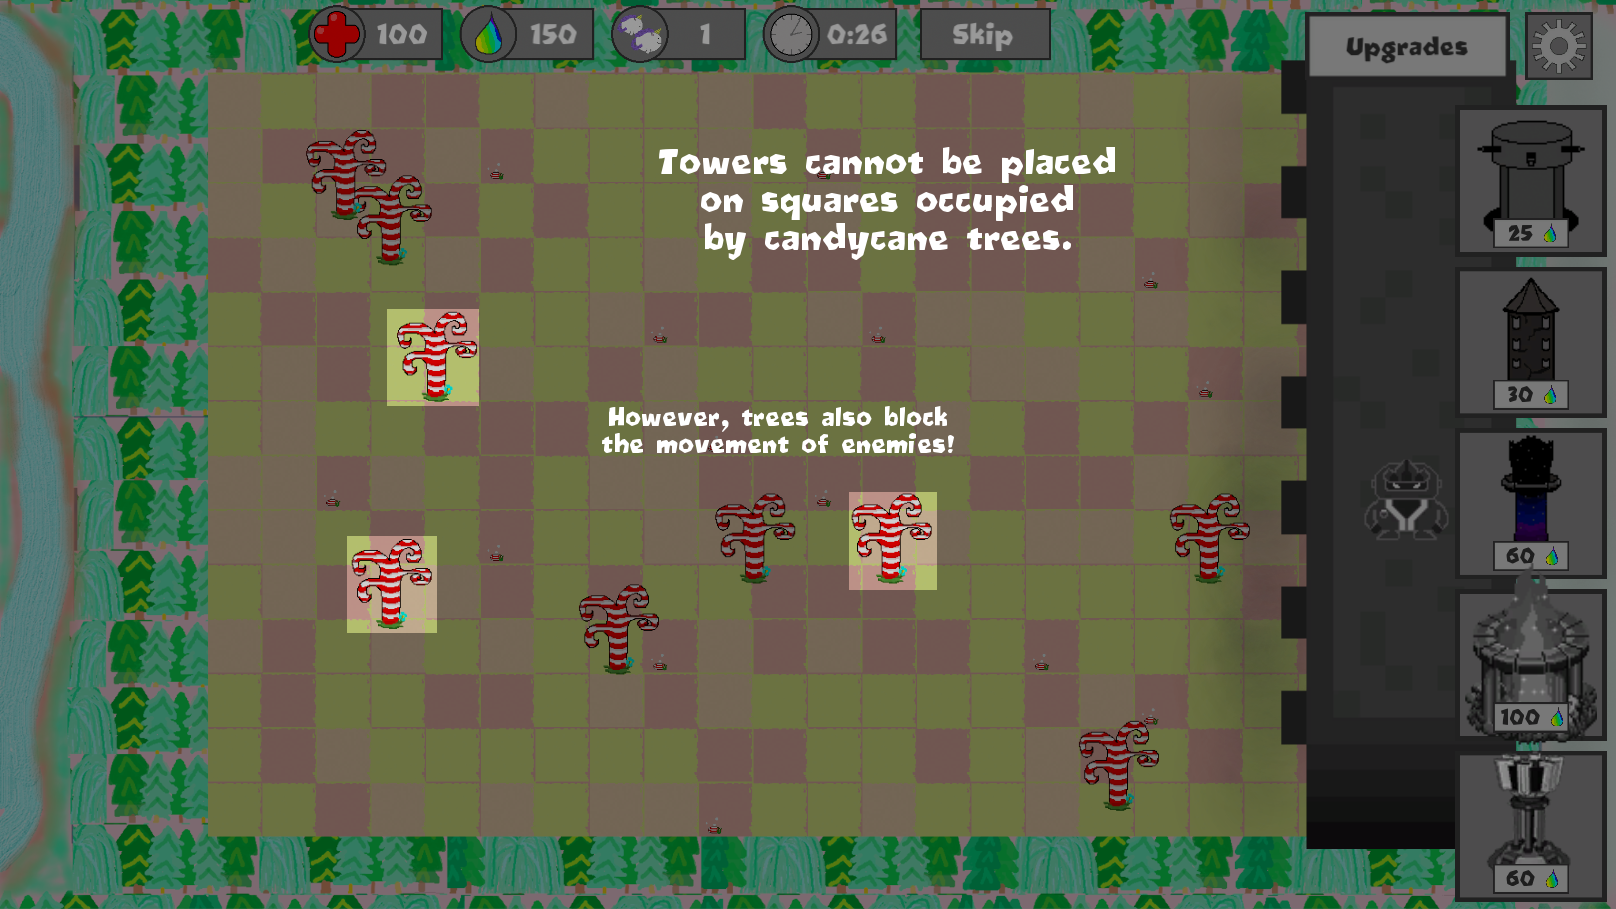 100
150
1
0:26
Skip
Upgrades
Towers cannot be placed
on squares occupied
by candycane trees.
However, trees also block
the movement of enemies!
25
30
60
100
60